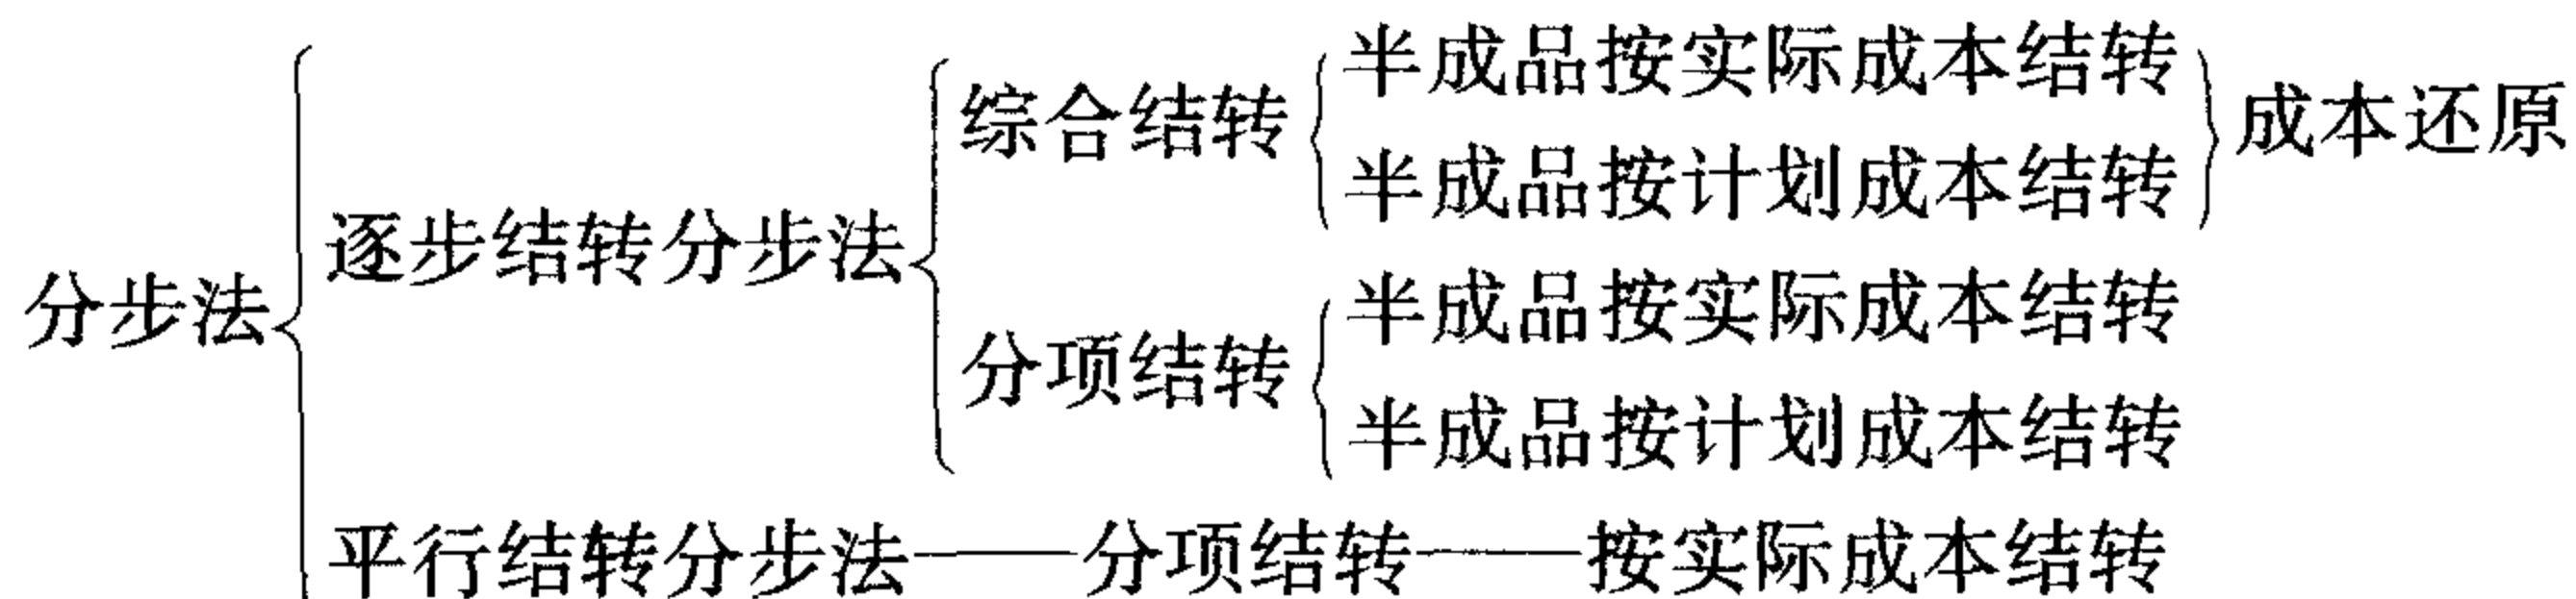 半成品按实际成本结转
综合结转
成本还原
半成品按计划成本结转
逐步结转分步法
分步法
半成品按实际成本结转
分项结转
半成品按计划成本结转
平行结转分步法——分项结转——按实际成本结转